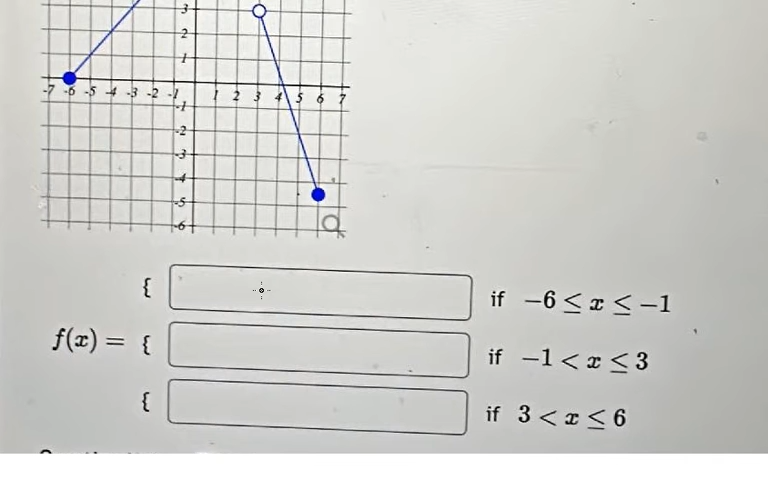 3
2
1
-7 -6 -5 -4 -3 -2 -1 1 2 3 4 5 6 7
-1
-2
-3
-4
-5
-6
{ if −6 ≤ x ≤ −1
f(x) = { if −1 < x ≤ 3
{ if 3 < x ≤ 6